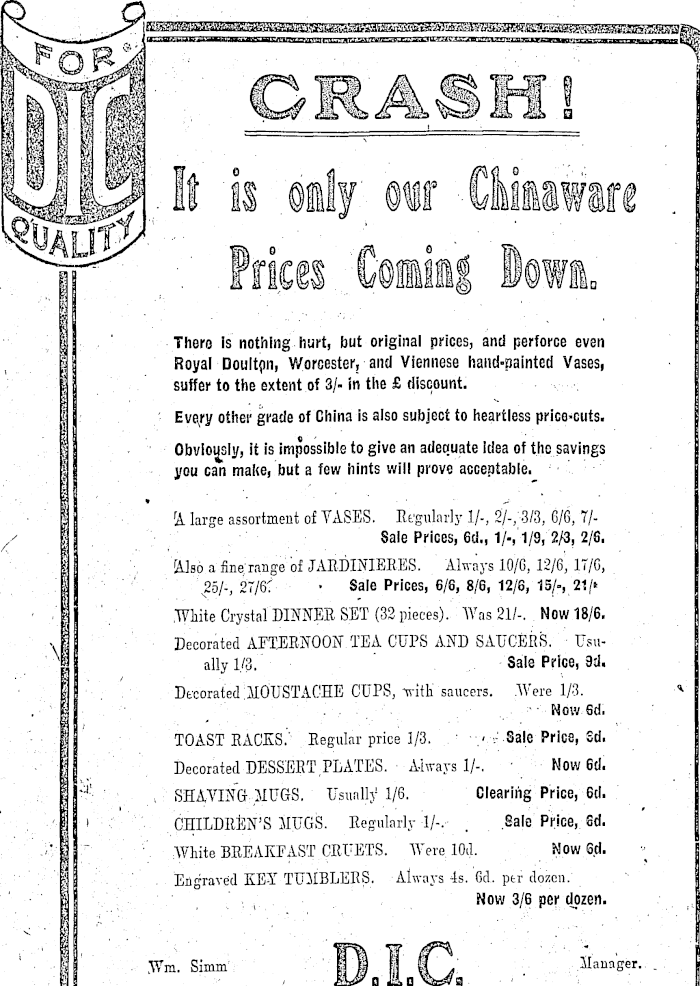 FOR
DIC
QUALITY
CRASH!
It is only our Chinaware
Prices Coming Down.
There is nothing hurt, but original prices, and perforce even
Royal Doulton, Worcester, and Viennese hand-painted Vases,
suffer to the extent of 3/- in the £ discount.
Every other grade of China is also subject to heartless price-cuts.
Obviously, it is impossible to give an adequate idea of the savings
you can make, but a few hints will prove acceptable.
A large assortment of VASES. Regularly 1/-, 2/-, 3/3, 6/6, 7/-
Sale Prices, 6d., 1/-, 1/9, 2/3, 2/6.
Also a fine range of JARDINIERES. Always 10/6, 12/6, 17/6,
25/-, 27/6. Sale Prices, 6/6, 8/6, 12/6, 15/-, 21/-
White Crystal DINNER SET (32 pieces). Was 21/-. Now 18/6.
Decorated AFTERNOON TEA CUPS AND SAUCERS. Usu-
ally 1/3. Sale Price, 9d.
Decorated MOUSTACHE CUPS, with saucers. Were 1/3.
Now 6d.
TOAST RACKS. Regular price 1/3. Sale Price,
Decorated DESSERT PLATES. Always 1/-. Now 6d.
SHAVING MUGS. Usually 1/6. Clearing Price, 6d.
CHILDREN'S MUGS. Regularly 1/-. Sale Price,
White BREAKFAST CRUETS. Were 10d. Now 6d.
Engraved KEY TUMBLERS. Always 4s. 6d. per dozen.
Now 3/6 per dozen.
Wm. Simm D.I.C. Manager.